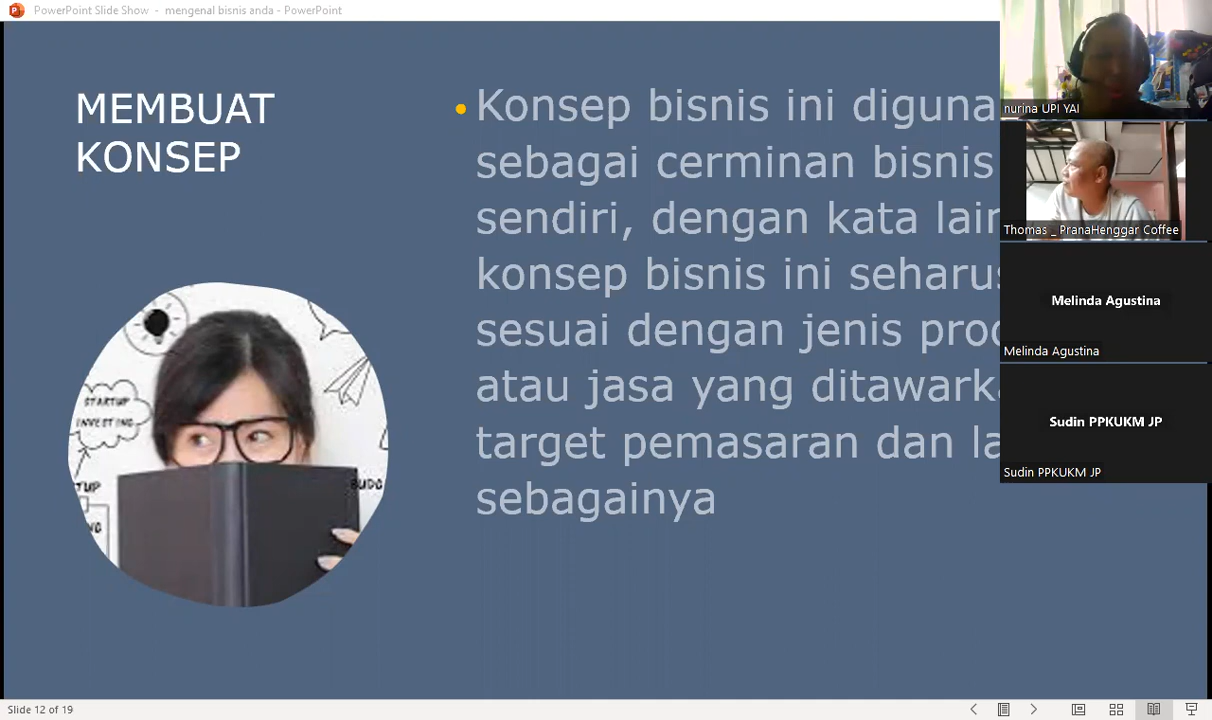 PowerPoint Slide Show - mengenal bisnis anda - PowerPoint
MEMBUAT
KONSEP
Konsep bisnis ini diguna
sebagai cerminan bisnis
sendiri, dengan kata lain
konsep bisnis ini seharus
sesuai dengan jenis prod
atau jasa yang ditawarka
target pemasaran dan la
sebagainya
STARTUP
INVESTING
nurina UPI YAI
Thomas _ PranaHenggar Coffee
Melinda Agustina
Melinda Agustina
Sudin PPKUKM JP
Sudin PPKUKM JP
Slide 12 of 19